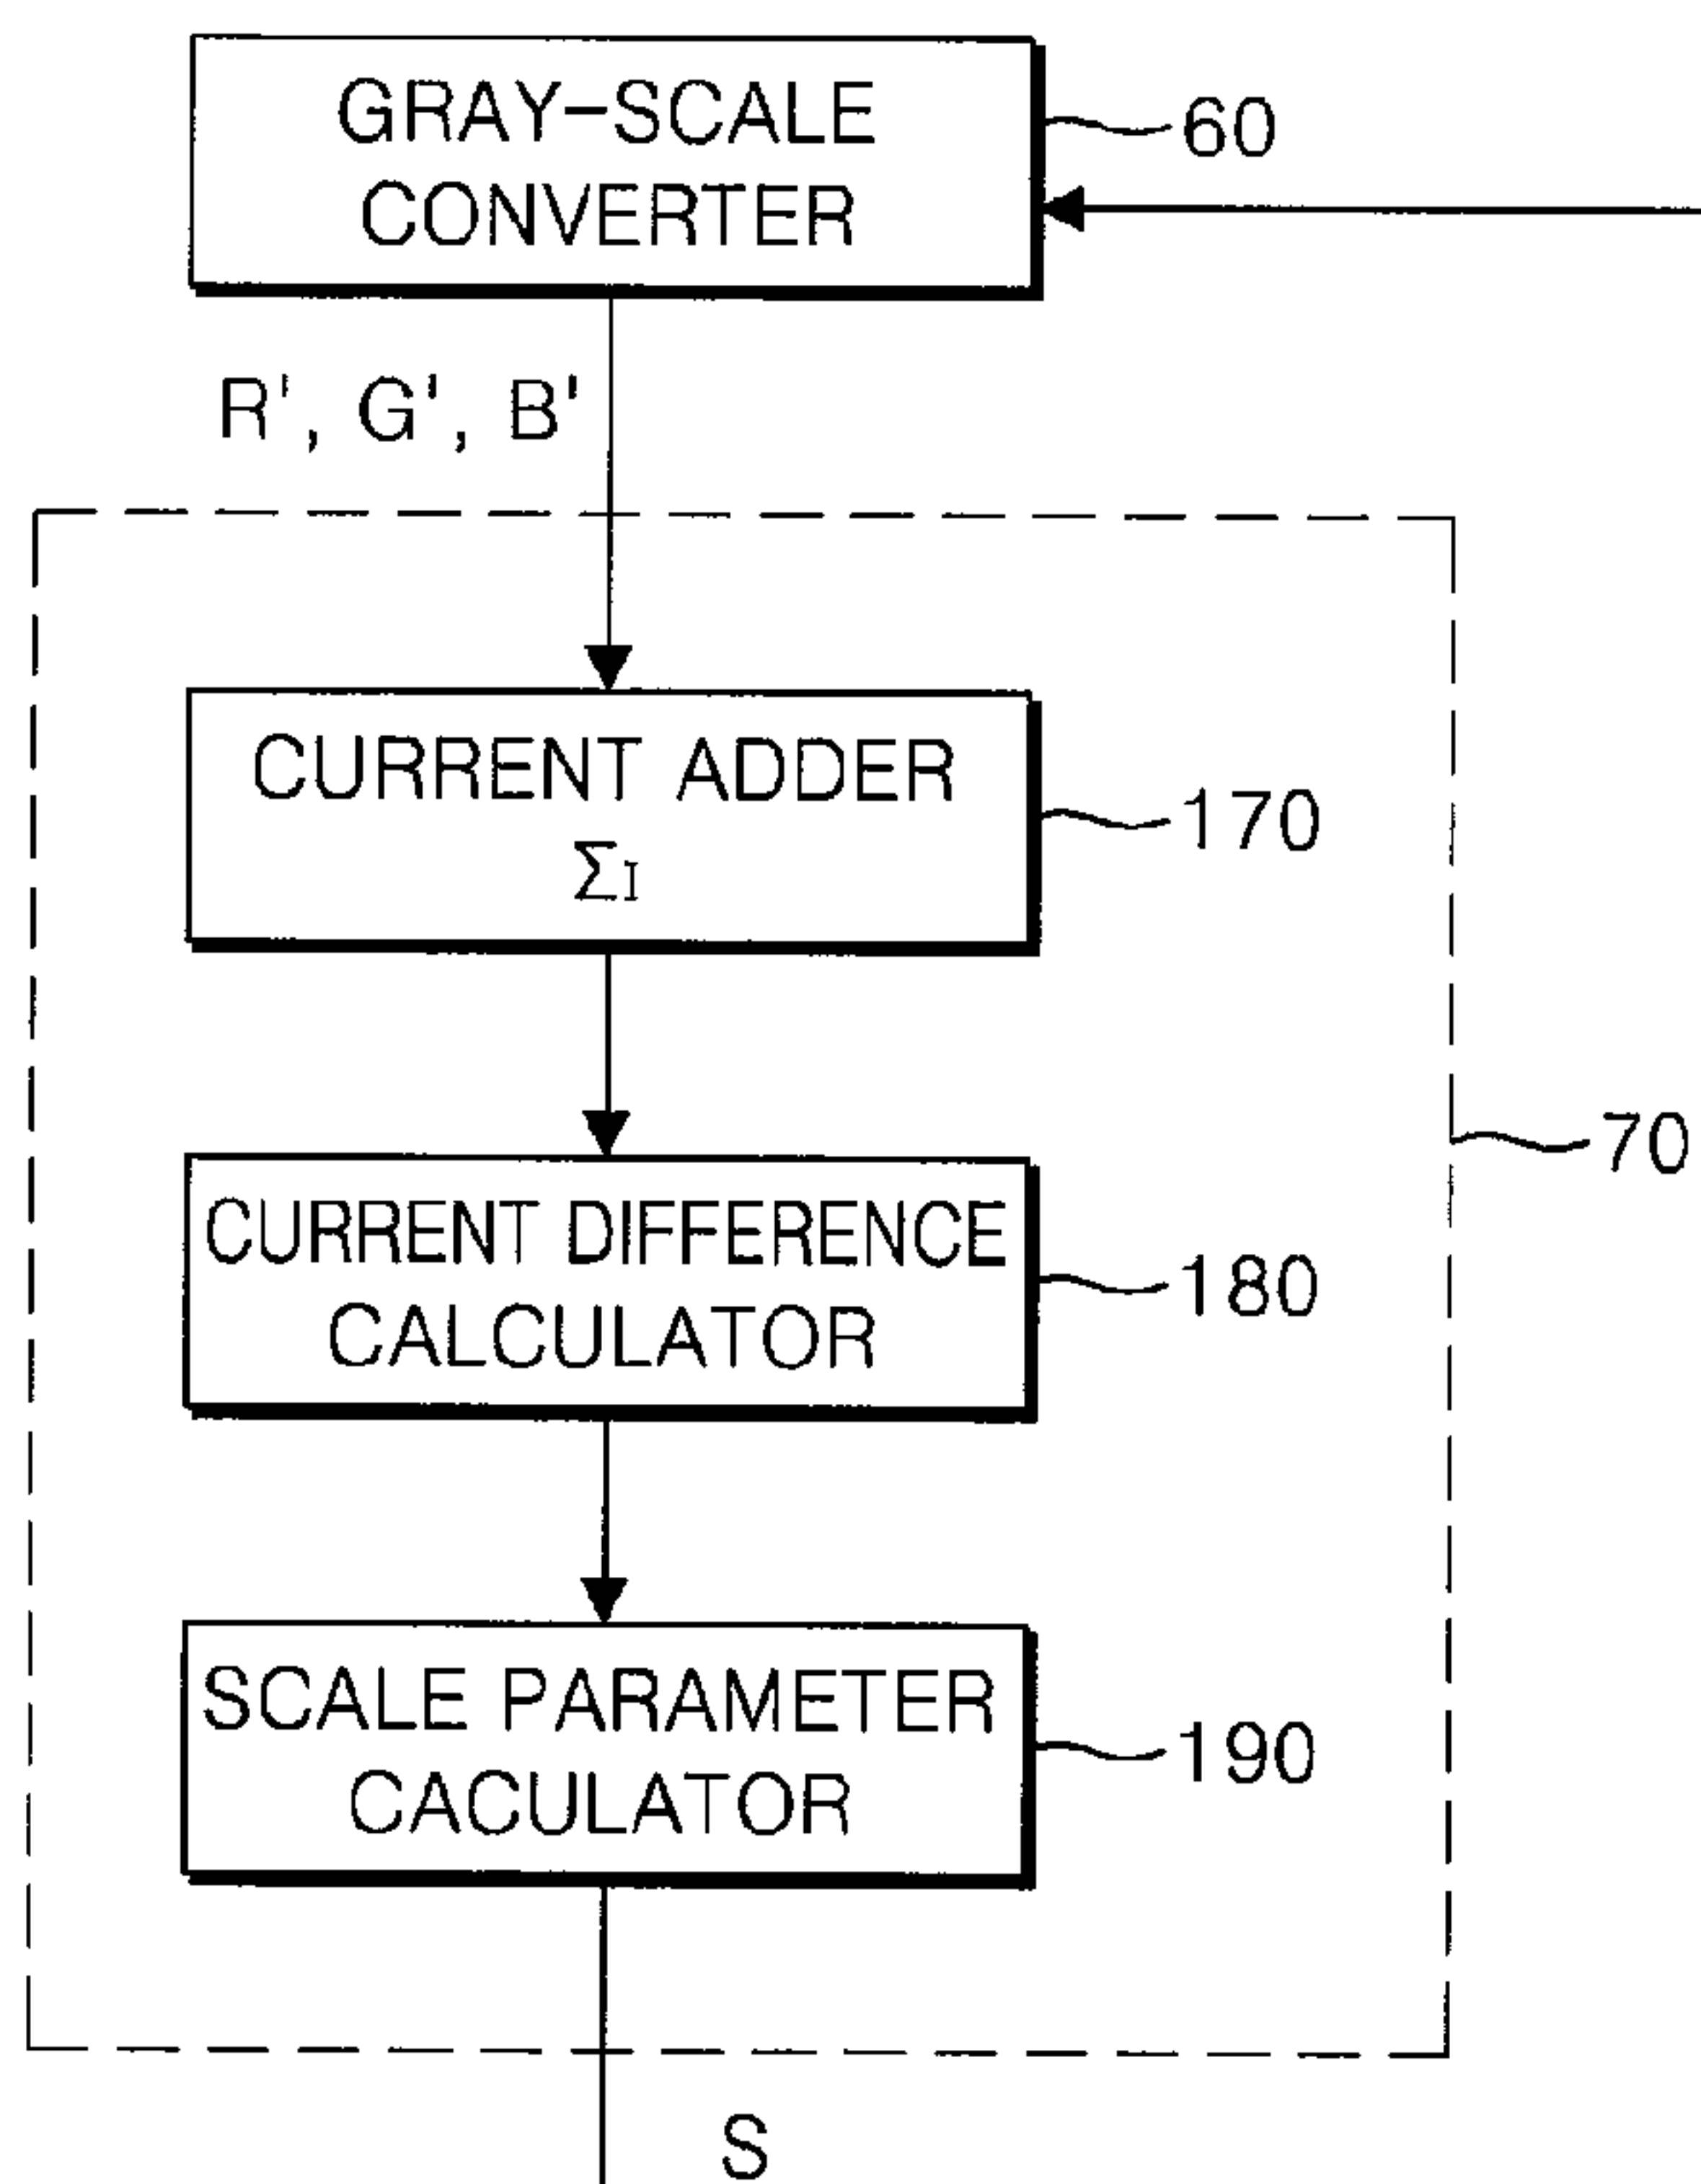 GRAY-SCALE
CONVERTER
60
R', G', B'
CURRENT ADDER
ΣI
170
70
CURRENT DIFFERENCE
CALCULATOR
180
SCALE PARAMETER
CACULATOR
190
S